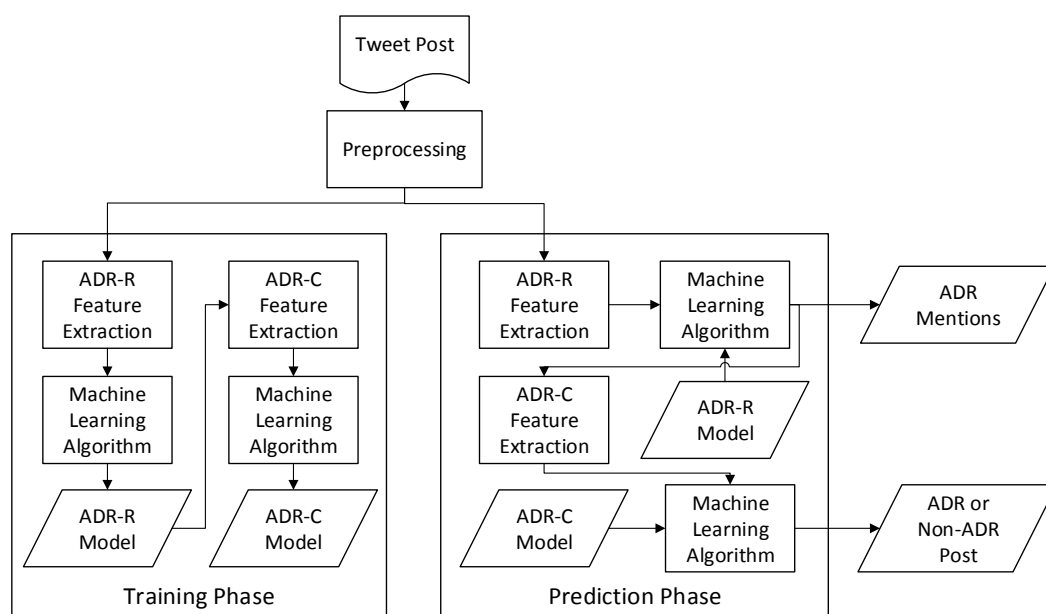 Tweet Post
Preprocessing
ADR-R
Feature
Extraction
Machine
Learning
Algorithm
ADR-R
Model
ADR-C
Feature
Extraction
Machine
Learning
Algorithm
ADR-C
Model
Training Phase
ADR-R
Feature
Extraction
Machine
Learning
Algorithm
ADR
Mentions
ADR-C
Feature
Extraction
ADR-R
Model
ADR-C
Model
Machine
Learning
Algorithm
ADR or
Non-ADR
Post
Prediction Phase